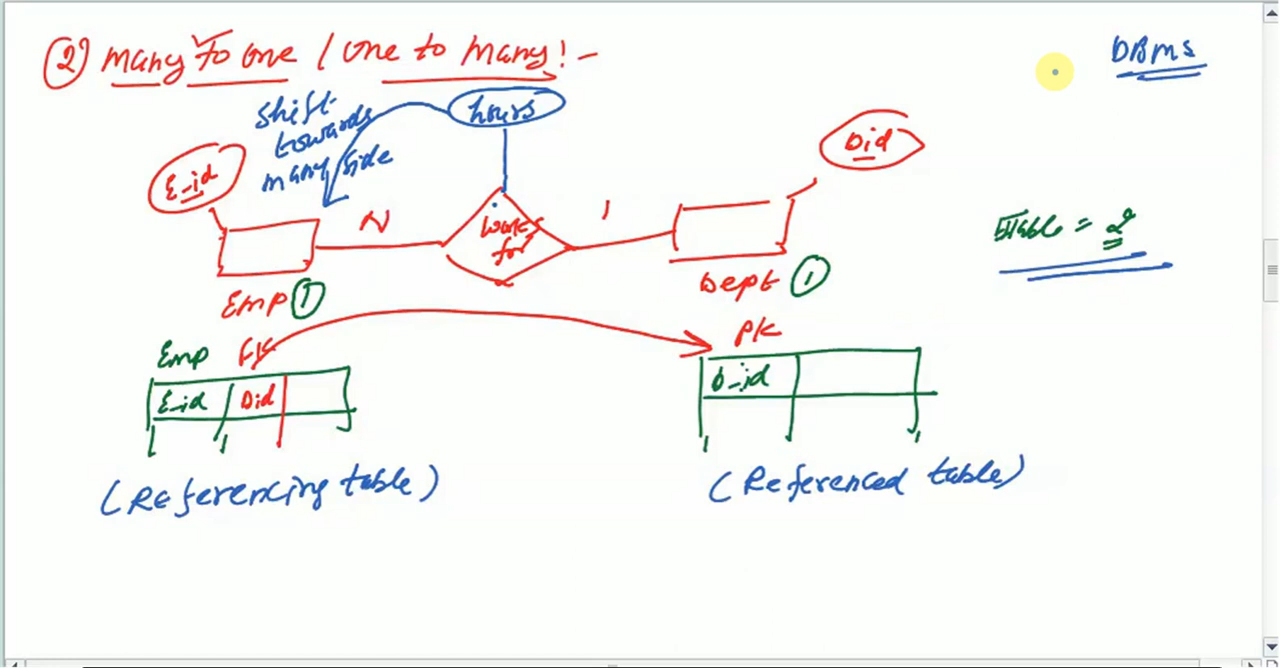 ② Many To one / one to Many:-
DBMS
hours
shift
towards
many side
E-id
Did
N
works
for
1
Table = 2
Emp ①
Dept ①
Emp FK
PK
E-id Did
D-id
(Referencing table)
(Referenced table)